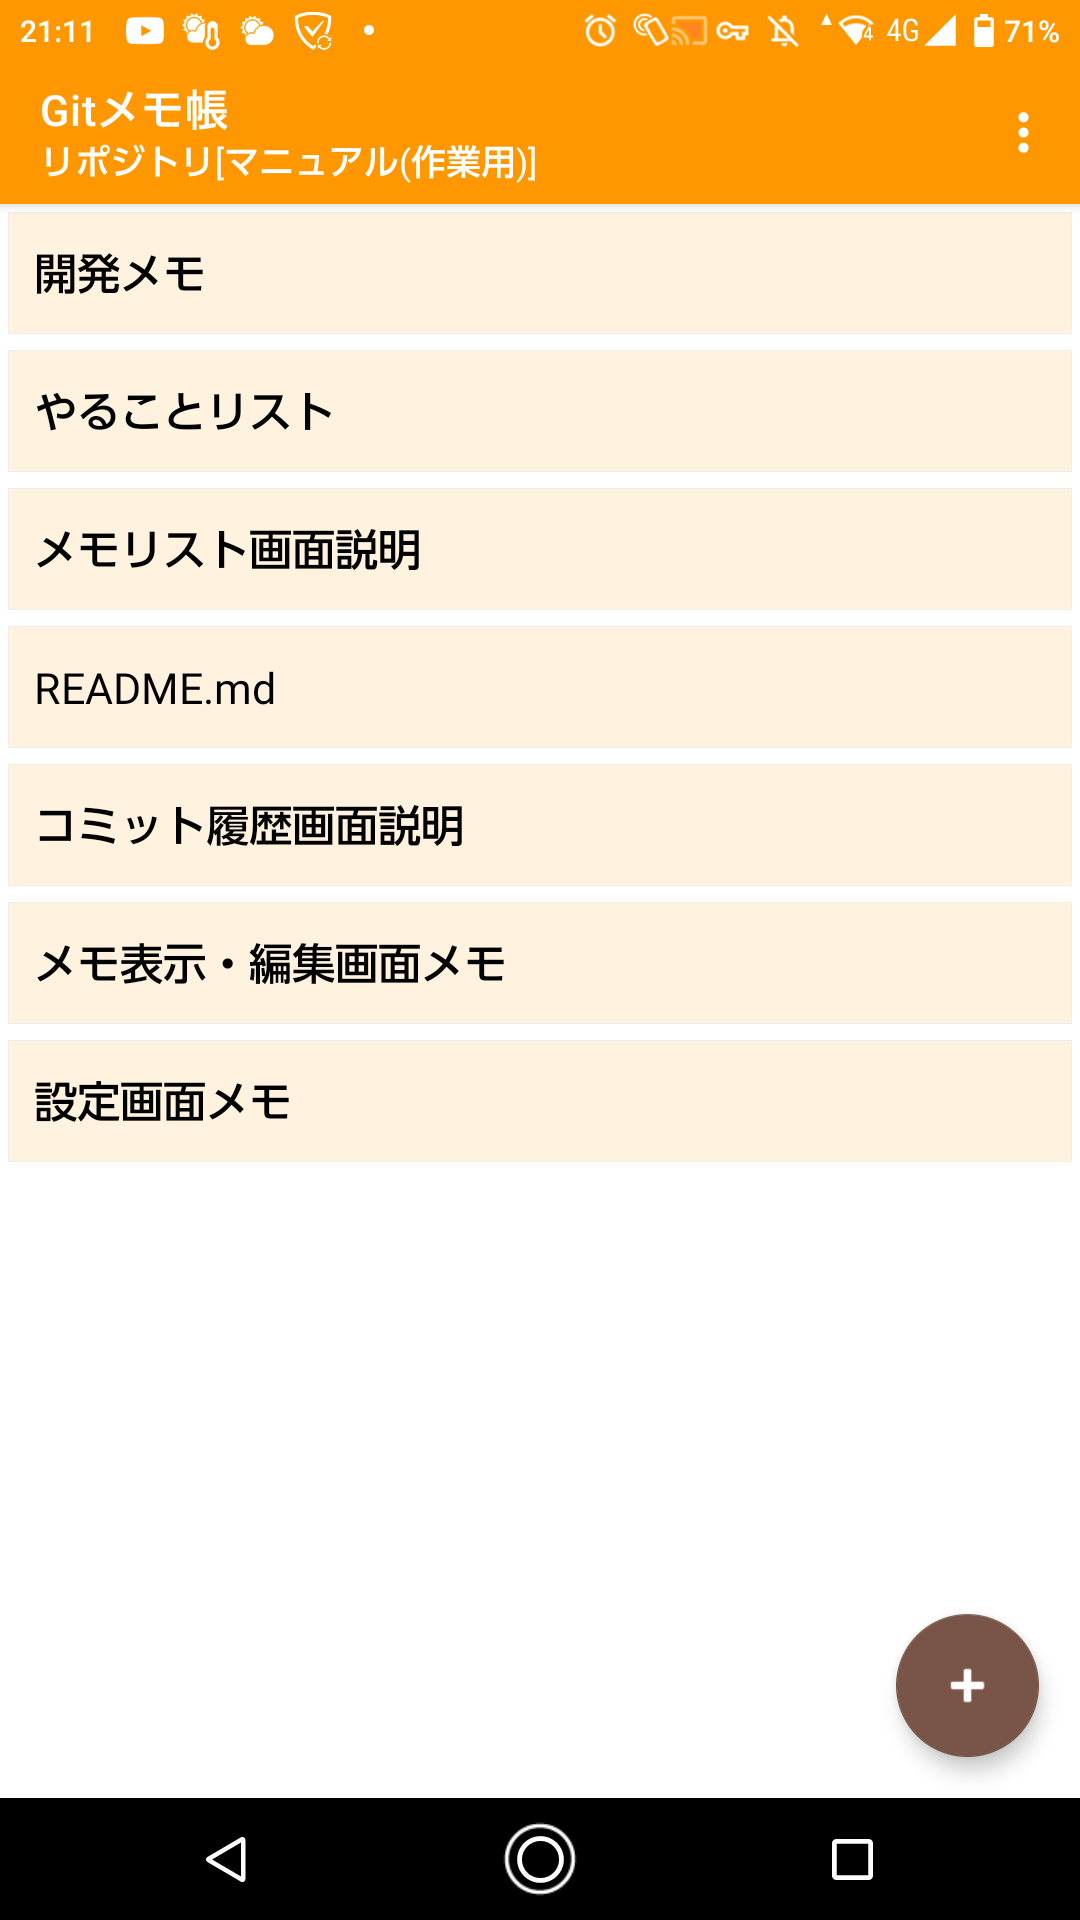 21:11 4 4G 71%
Gitメモ帳
リポジトリ[マニュアル(作業用)]
開発メモ
やることリスト
メモリスト画面説明
README.md
コミット履歴画面説明
メモ表示・編集画面メモ
設定画面メモ